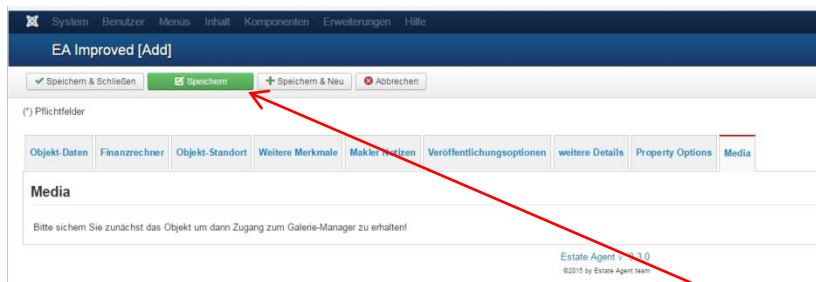 System Benutzer Menüs Inhalt Komponenten Erweiterungen Hilfe
EA Improved [Add]
Speichern & Schließen Speichern Speichern & Neu Abbrechen
(*) Pflichtfelder
Objekt-Daten Finanzrechner Objekt-Standort Weitere Merkmale Makler Notizen Veröffentlichungsoptionen weitere Details Property Options Media
Media
Bitte sichern Sie zunächst das Objekt um dann Zugang zum Galerie-Manager zu erhalten!
Estate Agent v. 3.3.0
©2015 by Estate Agent team